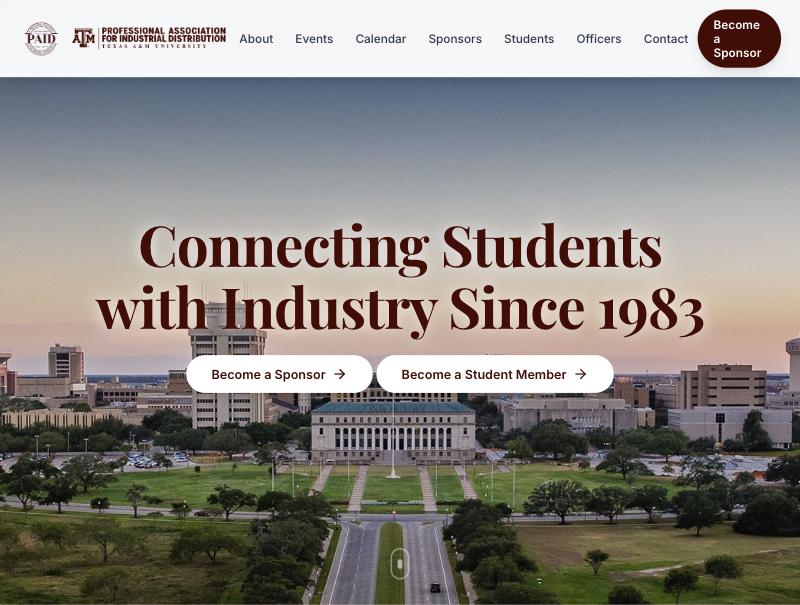 PAID
ATM
PROFESSIONAL ASSOCIATION
FOR INDUSTRIAL DISTRIBUTION
TEXAS A&M UNIVERSITY
About
Events
Calendar
Sponsors
Students
Officers
Contact
Become
a
Sponsor
Connecting Students
with Industry Since 1983
Become a Sponsor →
Become a Student Member →